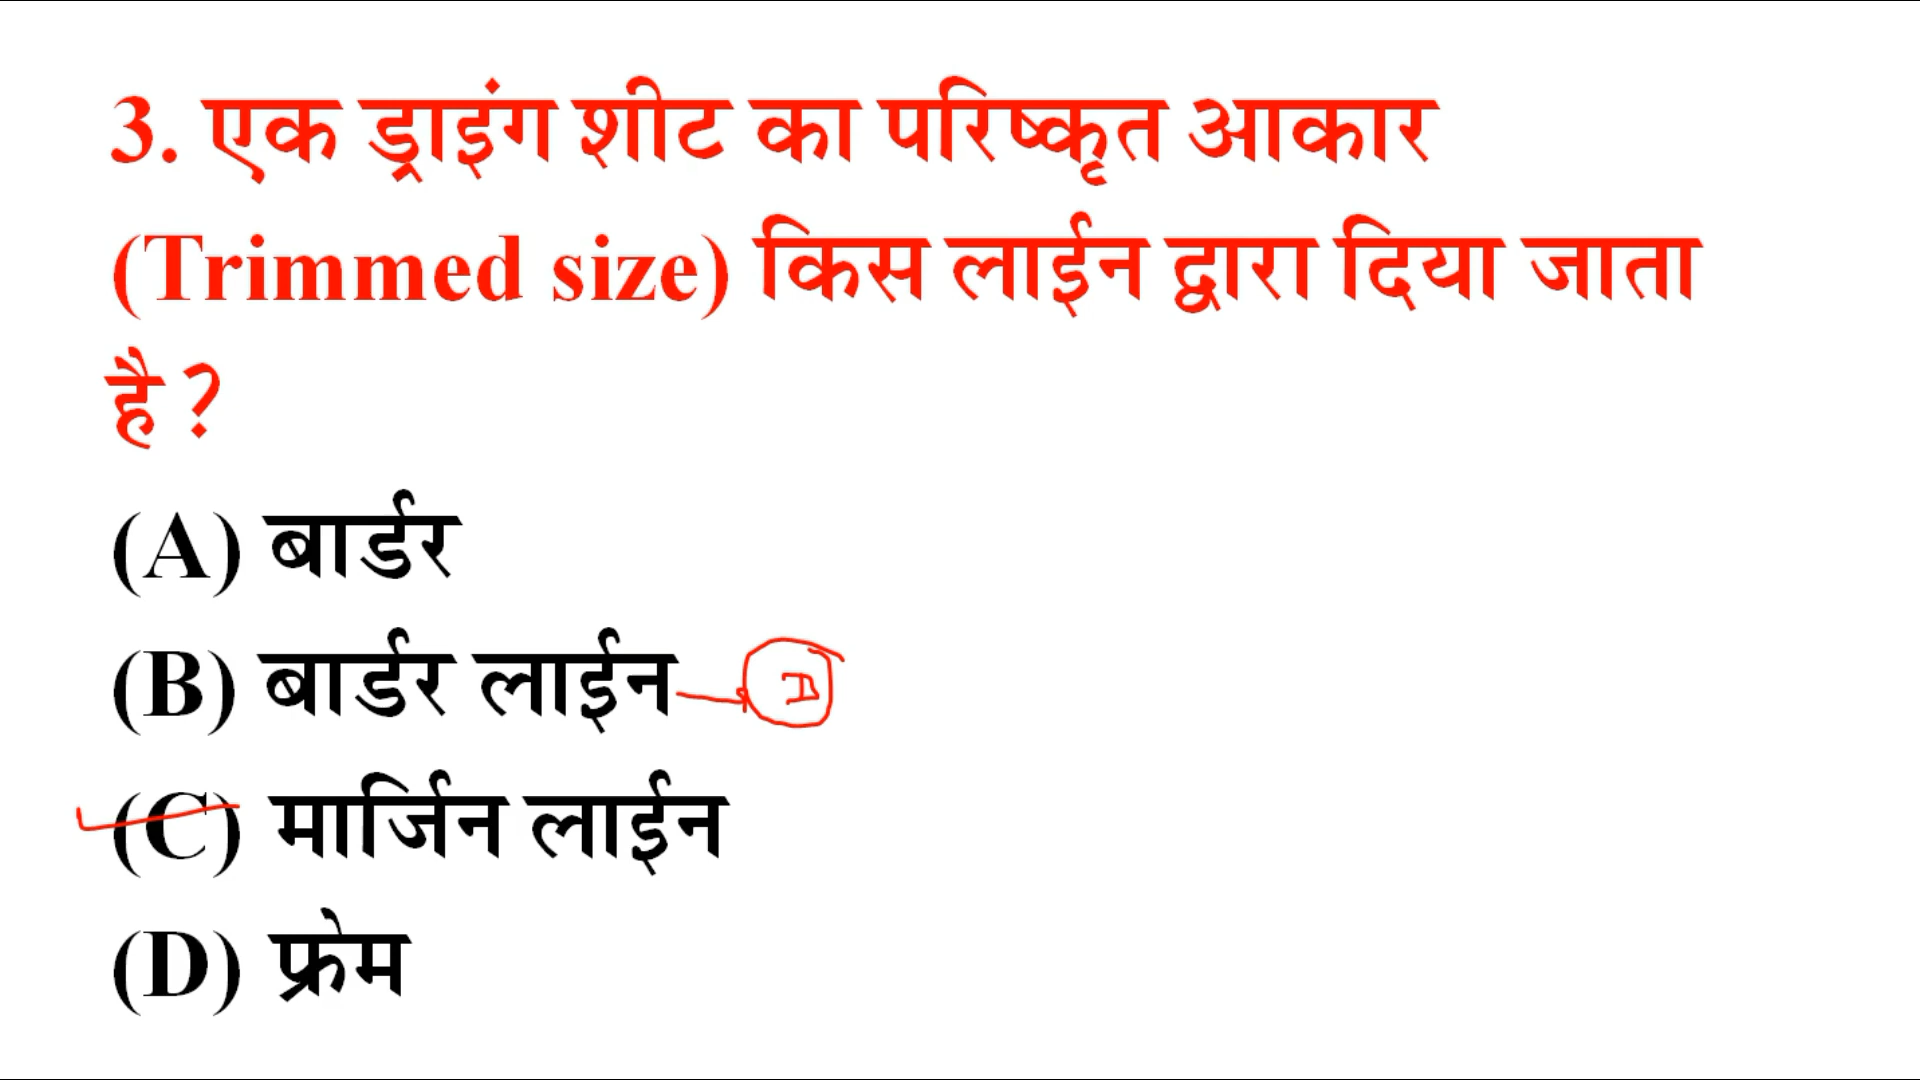 3. एक ड्राइंग शीट का परिष्कृत आकार
(Trimmed size) किस लाईन द्वारा दिया जाता
है ?
(A) बार्डर
(B) बार्डर लाईन
(C) मार्जिन लाईन
(D) फ्रेम